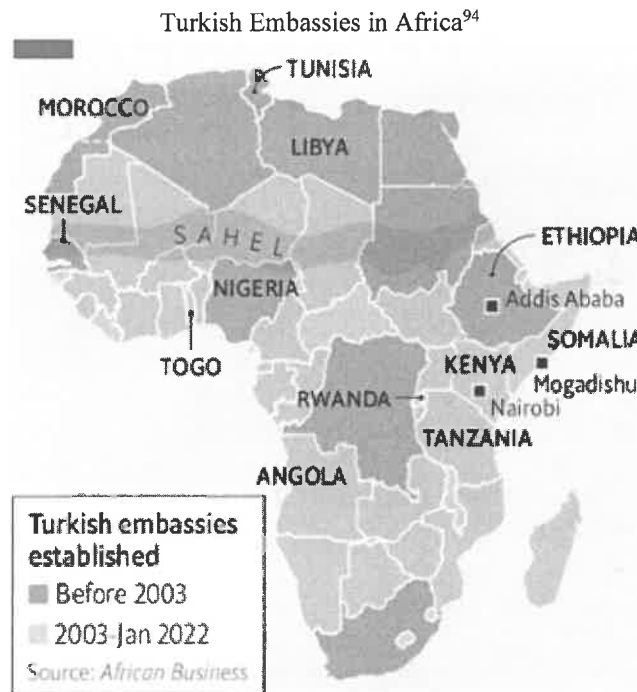 Turkish Embassies in Africa94
TUNISIA
MOROCCO
LIBYA
SENEGAL
SAHEL
ETHIOPIA
NIGERIA
Addis Ababa
SOMALIA
TOGO
KENYA
Mogadishu
RWANDA
Nairobi
TANZANIA
ANGOLA
Turkish embassies
established
Before 2003
2003-Jan 2022
Source: African Business